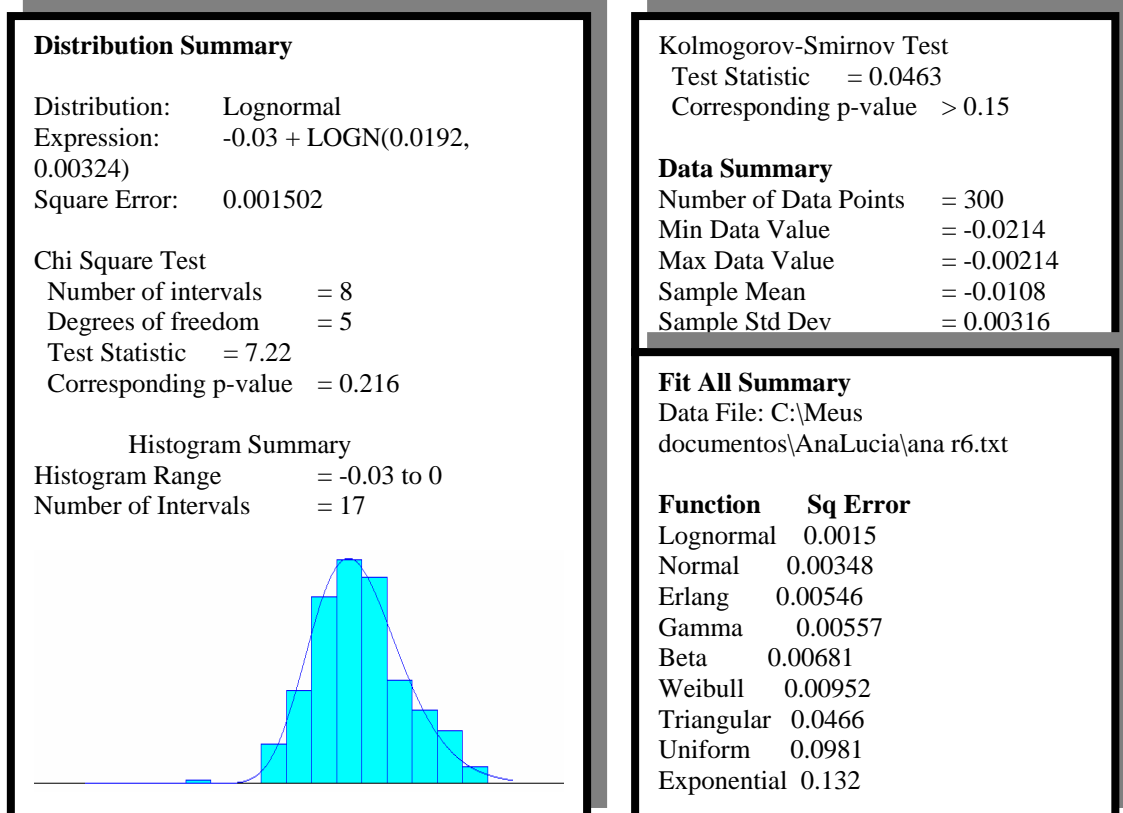 Distribution Summary
Distribution: Lognormal
Expression: -0.03 + LOGN(0.0192,
0.00324)
Square Error: 0.001502
Chi Square Test
Number of intervals = 8
Degrees of freedom = 5
Test Statistic = 7.22
Corresponding p-value = 0.216
Histogram Summary
Histogram Range = -0.03 to 0
Number of Intervals = 17
Kolmogorov-Smirnov Test
Test Statistic = 0.0463
Corresponding p-value > 0.15
Data Summary
Number of Data Points = 300
Min Data Value = -0.0214
Max Data Value = -0.00214
Sample Mean = -0.0108
Sample Std Dev = 0.00316
Fit All Summary
Data File: C:\Meus
documentos\AnaLucia\ana r6.txt
Function Sq Error
Lognormal 0.0015
Normal 0.00348
Erlang 0.00546
Gamma 0.00557
Beta 0.00681
Weibull 0.00952
Triangular 0.0466
Uniform 0.0981
Exponential 0.132